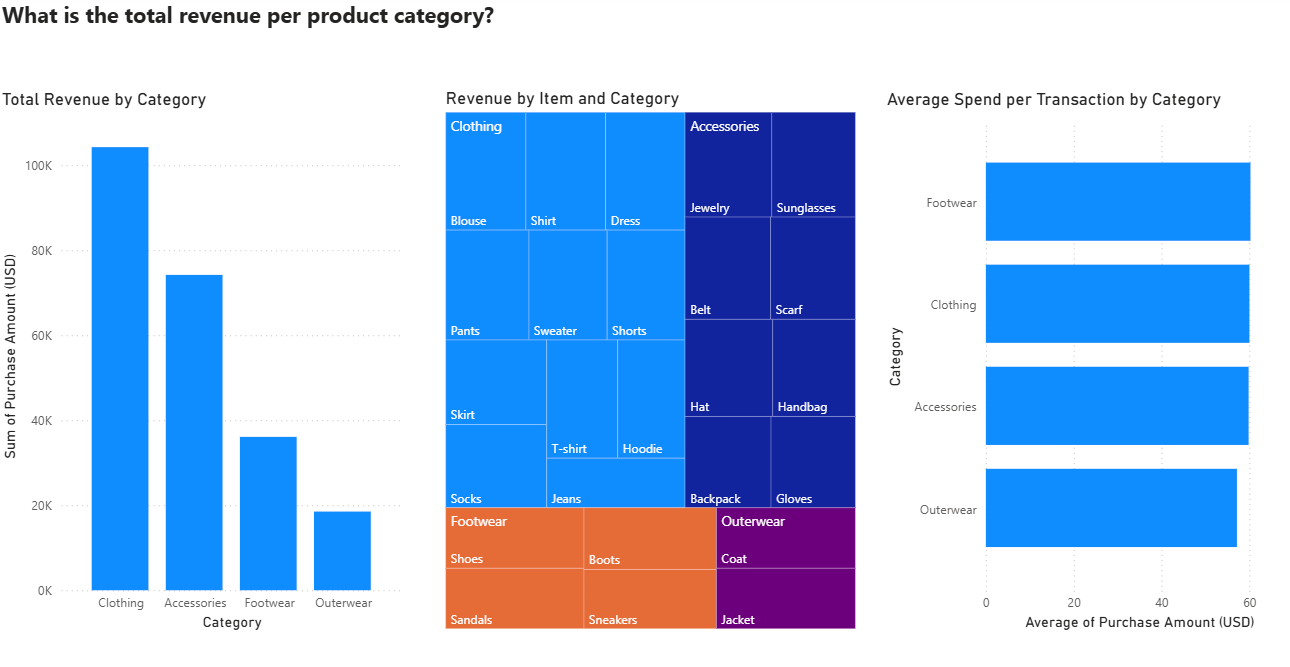 What is the total revenue per product category?
Total Revenue by Category
Sum of Purchase Amount (USD)
100K
80K
60K
40K
20K
0K
Clothing Accessories Footwear Outerwear
Category
Revenue by Item and Category
Clothing
Blouse Shirt Dress
Pants Sweater Shorts
Skirt
T-shirt Hoodie
Socks Jeans
Accessories
Jewelry Sunglasses
Belt Scarf
Hat Handbag
Backpack Gloves
Footwear
Shoes Boots
Sandals Sneakers
Outerwear
Coat
Jacket
Average Spend per Transaction by Category
Category
Footwear
Clothing
Accessories
Outerwear
0 20 40 60
Average of Purchase Amount (USD)